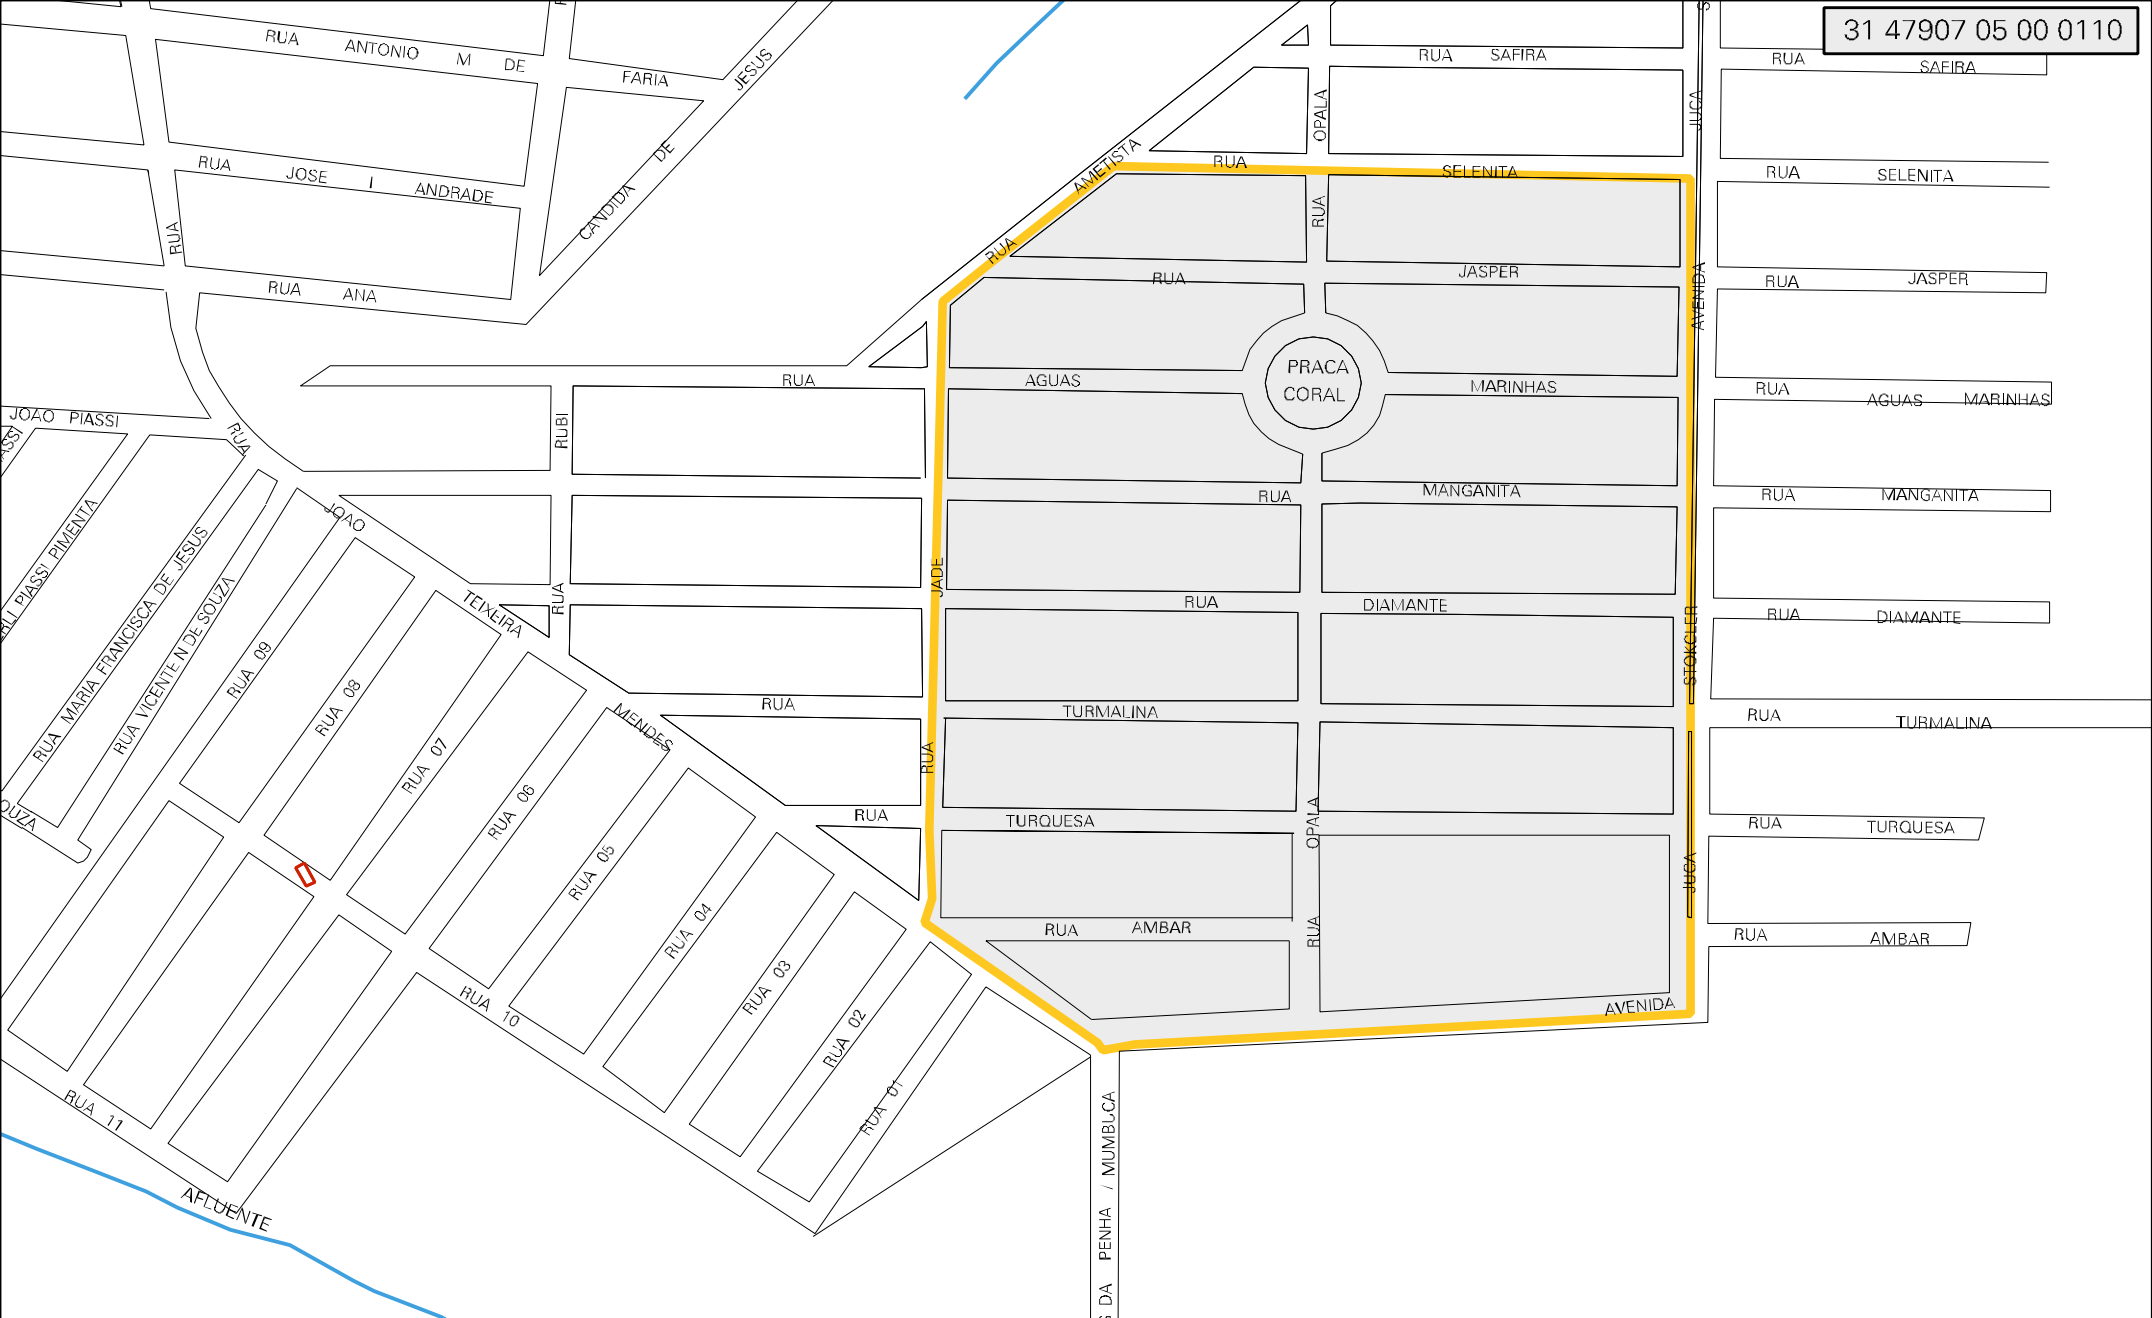 31 47907 05 00 0110
RUA ANTONIO M DE FARIA
RUA SAFIRA
RUA SAFIRA
CANDIDA DE JESUS
OPALA
JUCA
RUA JOSE I ANDRADE
AMETISTA
RUA
RUA SELENITA
RUA SELENITA
RUA
RUA
RUA JASPER
RUA JASPER
AVENIDA
RUA ANA
RUA AGUAS MARINHAS
RUA AGUAS MARINHAS
PRACA
CORAL
JOAO PIASSI
RUA
RUBI
RUA
RUA MANGANITA
RUA MANGANITA
JOAO TEIXEIRA MENDES
PIASSI PIMENTA
RUA MARIA FRANCISCA DE JESUS
RUA VICENTE N DE SOUZA
JADE
RUA
RUA DIAMANTE
RUA DIAMANTE
STOKCLER
RUA 09
RUA 08
RUA 07
RUA 06
RUA 05
RUA 04
RUA 03
RUA 02
RUA 01
RUA TURMALINA
RUA TURMALINA
RUA TURQUESA
RUA TURQUESA
OPALA
RUA
JUCA
RUA AMBAR
RUA AMBAR
AVENIDA
RUA 10
RUA 11
AFLUENTE
DA PENHA / MUMBUCA